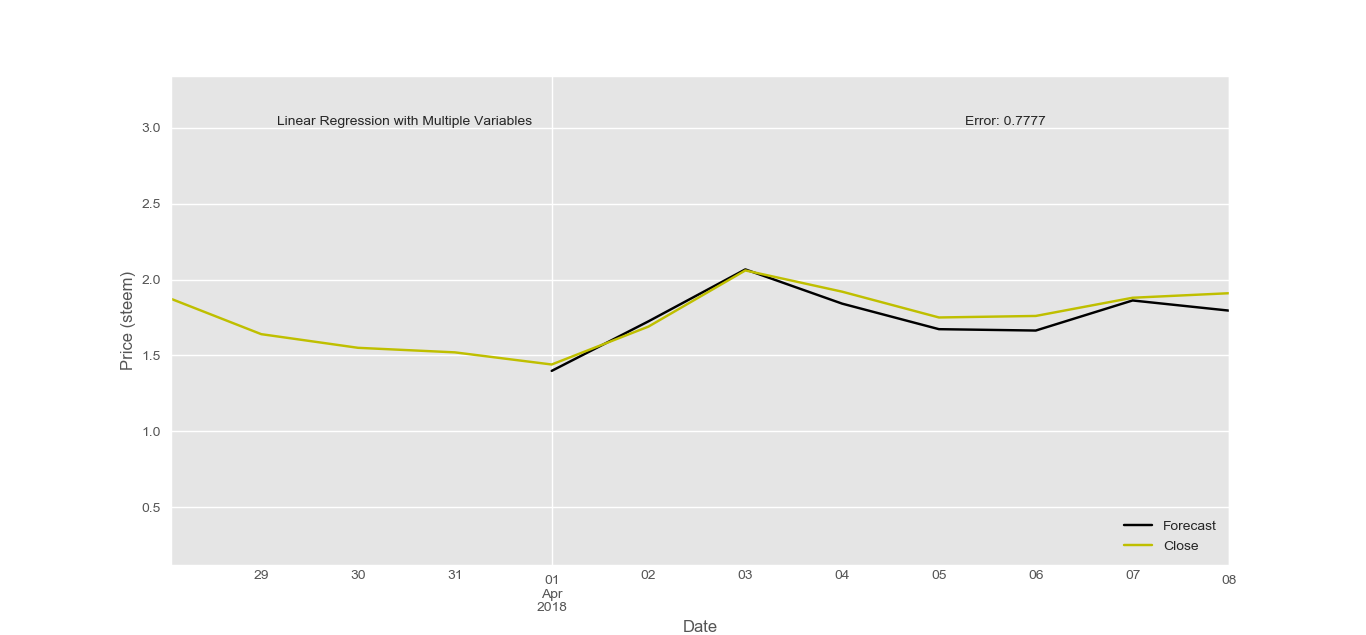 Linear Regression with Multiple Variables
Error: 0.7777
3.0
2.5
2.0
1.5
1.0
0.5
Price (steem)
Forecast
Close
29 30 31 01 02 03 04 05 06 07 08
Apr
2018
Date